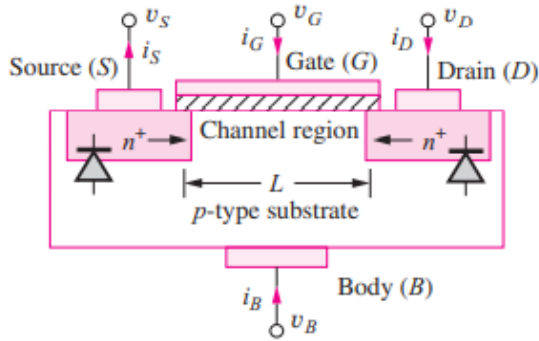 v_S
v_G
v_D
i_S
i_G
i_D
Source (S)
Gate (G)
Drain (D)
n⁺
Channel region
n⁺
L
p-type substrate
Body (B)
i_B
v_B